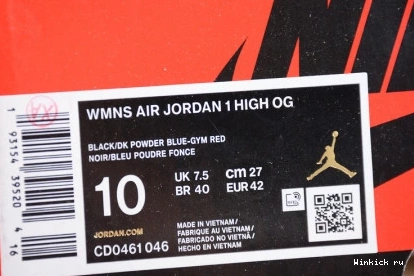 WMNS AIR JORDAN 1 HIGH OG
BLACK/DK POWDER BLUE-GYM RED
NOIR/BLEU POUDRE FONCE
10
UK 7.5
cm 27
BR 40
EUR 42
JORDAN.COM
CD0461 046
MADE IN VIETNAM/
FABRIQUE AU VIETNAM/
FABRICADO NO VIETNÃ/
HECHO EN VIETNAM
1 93154 39520 4 16
Winkick ru